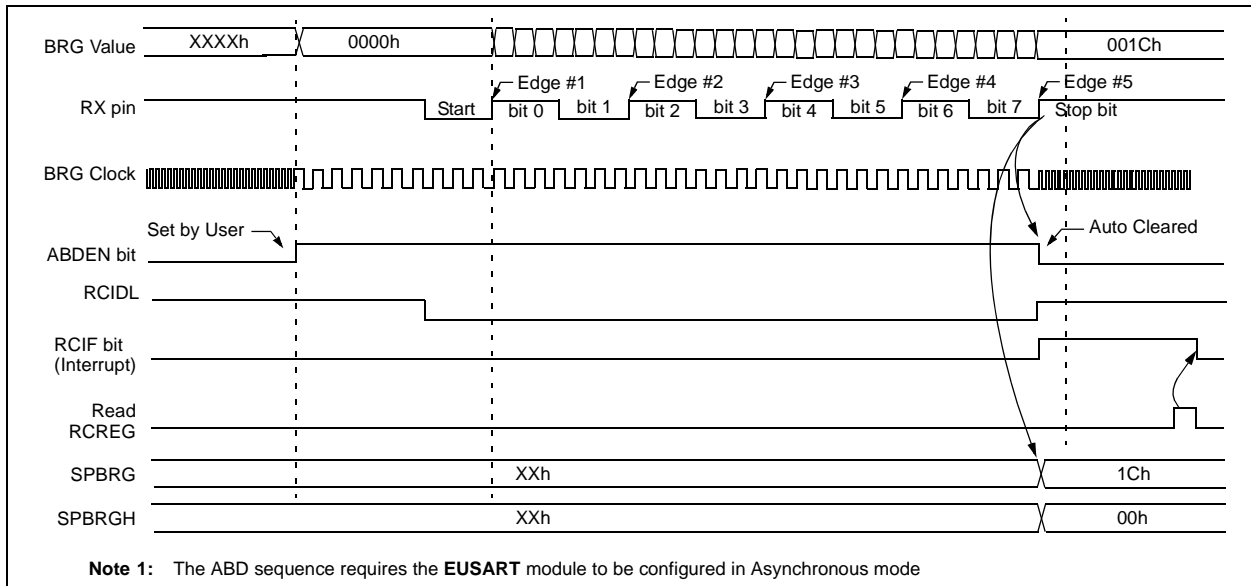 BRG Value XXXXh 0000h 001Ch
Edge #1 Edge #2 Edge #3 Edge #4 Edge #5
RX pin Start bit 0 bit 1 bit 2 bit 3 bit 4 bit 5 bit 6 bit 7 Stop bit
BRG Clock
Set by User Auto Cleared
ABDEN bit
RCIDL
RCIF bit
(Interrupt)
Read
RCREG
SPBRG XXh 1Ch
SPBRGH XXh 00h
Note 1: The ABD sequence requires the EUSART module to be configured in Asynchronous mode